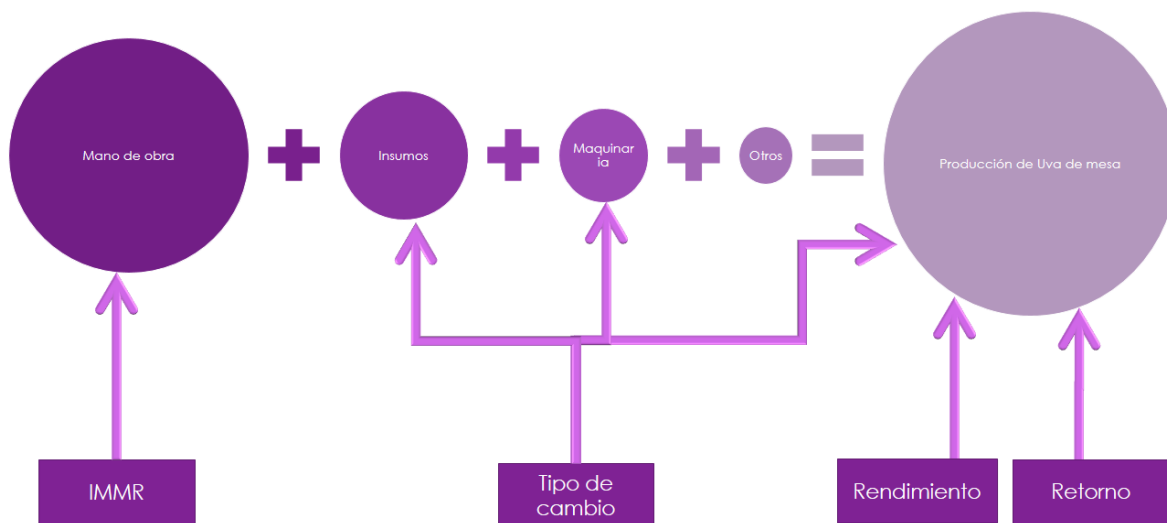 Mano de obra
Insumos
Maquinar
ia
Otros
Producción de Uva de mesa
IMMR
Tipo de
cambio
Rendimiento
Retorno